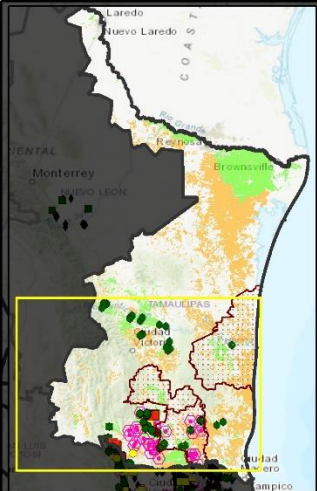 Laredo
Nuevo Laredo
COAST
Rio Grande
Reynosa
Brownsville
Monterrey
NUEVO LEON
TAMAULIPAS
Ciudad
Victoria
Ciudad
Madero
Tampico